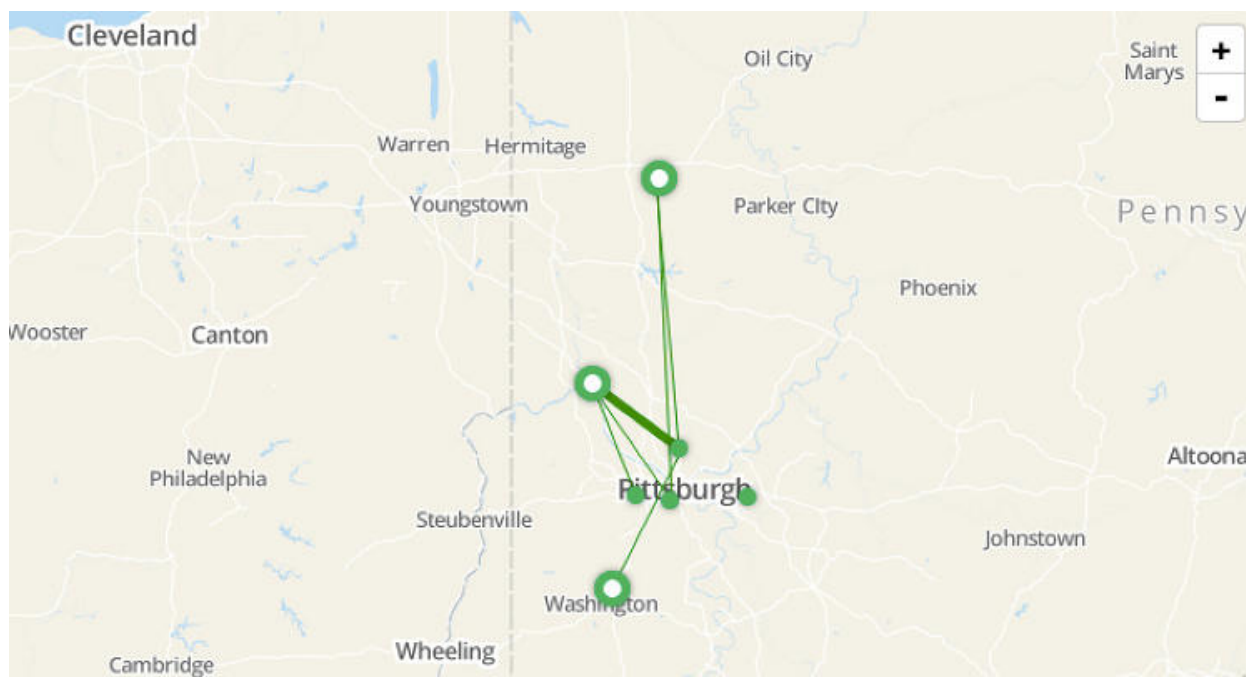 Cleveland
Oil City
Saint
Marys
+
-
Warren
Hermitage
Youngstown
Parker CIty
Pennsy
Phoenix
Wooster
Canton
New
Philadelphia
Pittsburgh
Altoona
Steubenville
Johnstown
Washington
Wheeling
Cambridge